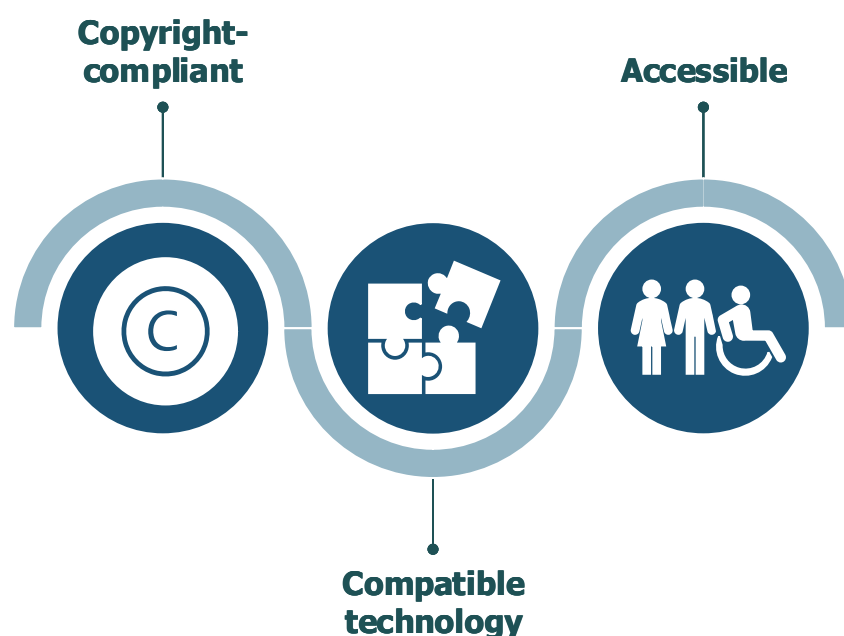 Copyright-
compliant
Accessible
C
Compatible
technology